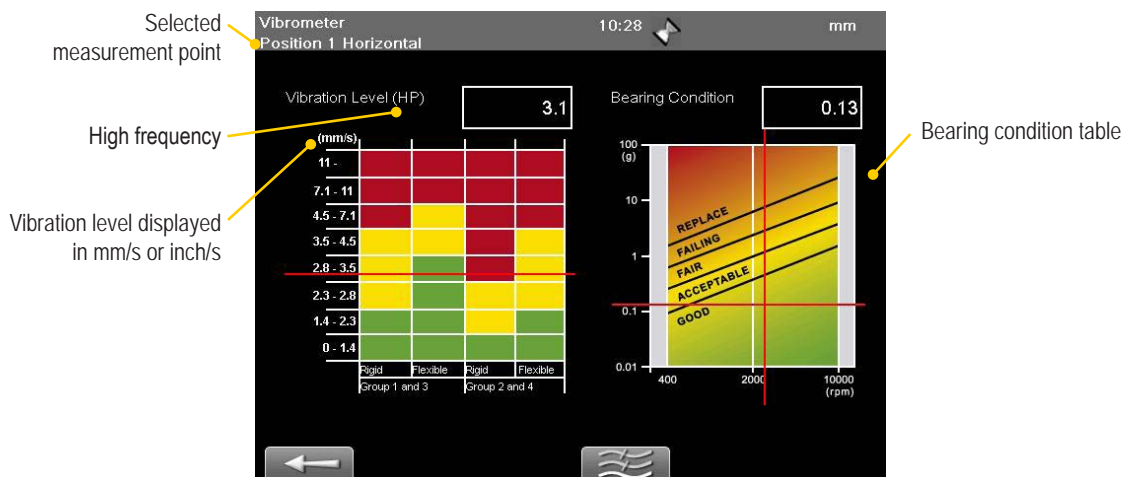 Selected
measurement point
High frequency
Vibration level displayed
in mm/s or inch/s
Vibrometer
Position 1 Horizontal
10:28
mm
Vibration Level (HP)
3.1
(mm/s)
11 -
7.1 - 11
4.5 - 7.1
3.5 - 4.5
2.8 - 3.5
2.3 - 2.8
1.4 - 2.3
0 - 1.4
Rigid Flexible Rigid Flexible
Group 1 and 3 Group 2 and 4
Bearing Condition
0.13
100
(g)
10
1
0.1
0.01
REPLACE
FAILING
FAIR
ACCEPTABLE
GOOD
400 2000 10000
(rpm)
Bearing condition table